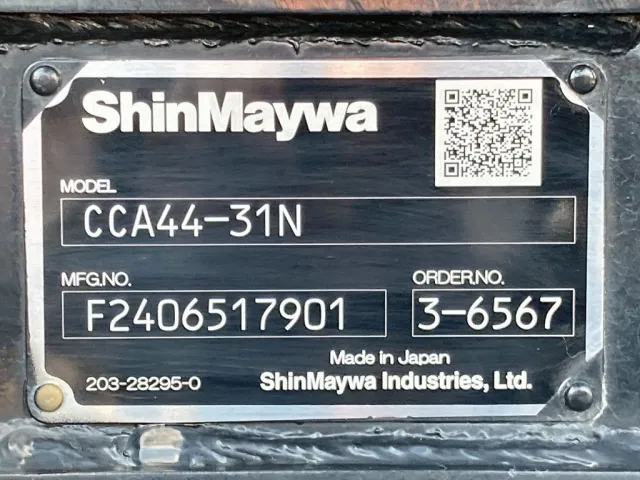 ShinMaywa
MODEL
CCA44-31N
MFG.NO. ORDER.NO.
F2406517901 3-6567
Made in Japan
203-28295-0 ShinMaywa Industries, Ltd.